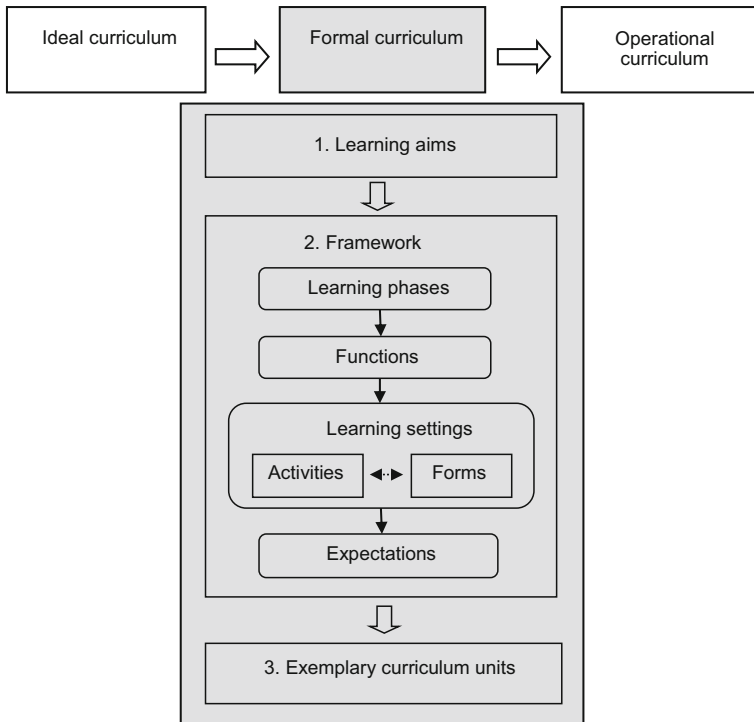 Ideal curriculum
Formal curriculum
Operational
curriculum
1. Learning aims
2. Framework
Learning phases
Functions
Learning settings
Activities
Forms
Expectations
3. Exemplary curriculum units